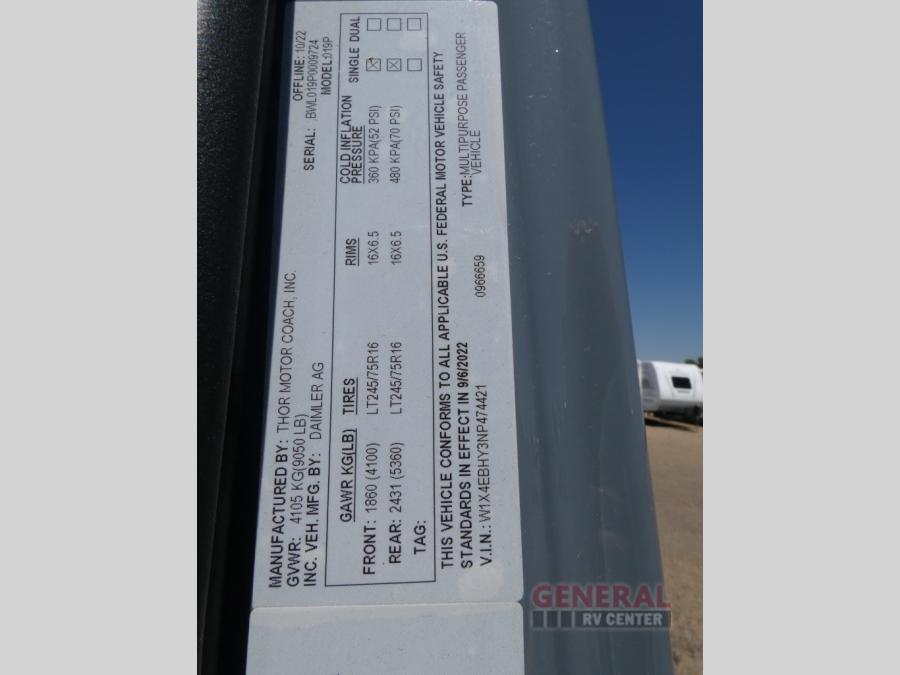 OFFLINE: 10/22
SERIAL: BWL019P0009724
MODEL:019P
MANUFACTURED BY: THOR MOTOR COACH, INC.
GVWR: 4105 KG(9050 LB)
INC. VEH. MFG. BY: DAIMLER AG
GAWR KG(LB) TIRES RIMS COLD INFLATION PRESSURE SINGLE DUAL
FRONT: 1860 (4100) LT245/75R16 16X6.5 360 KPA(52 PSI)
REAR: 2431 (5360) LT245/75R16 16X6.5 480 KPA(70 PSI)
TAG:
THIS VEHICLE CONFORMS TO ALL APPLICABLE U.S. FEDERAL MOTOR VEHICLE SAFETY
STANDARDS IN EFFECT IN 9/6/2022
V.I.N.: W1X4EBHY3NP474421 0966659 TYPE:MULTIPURPOSE PASSENGER
VEHICLE
GENERAL
RV CENTER